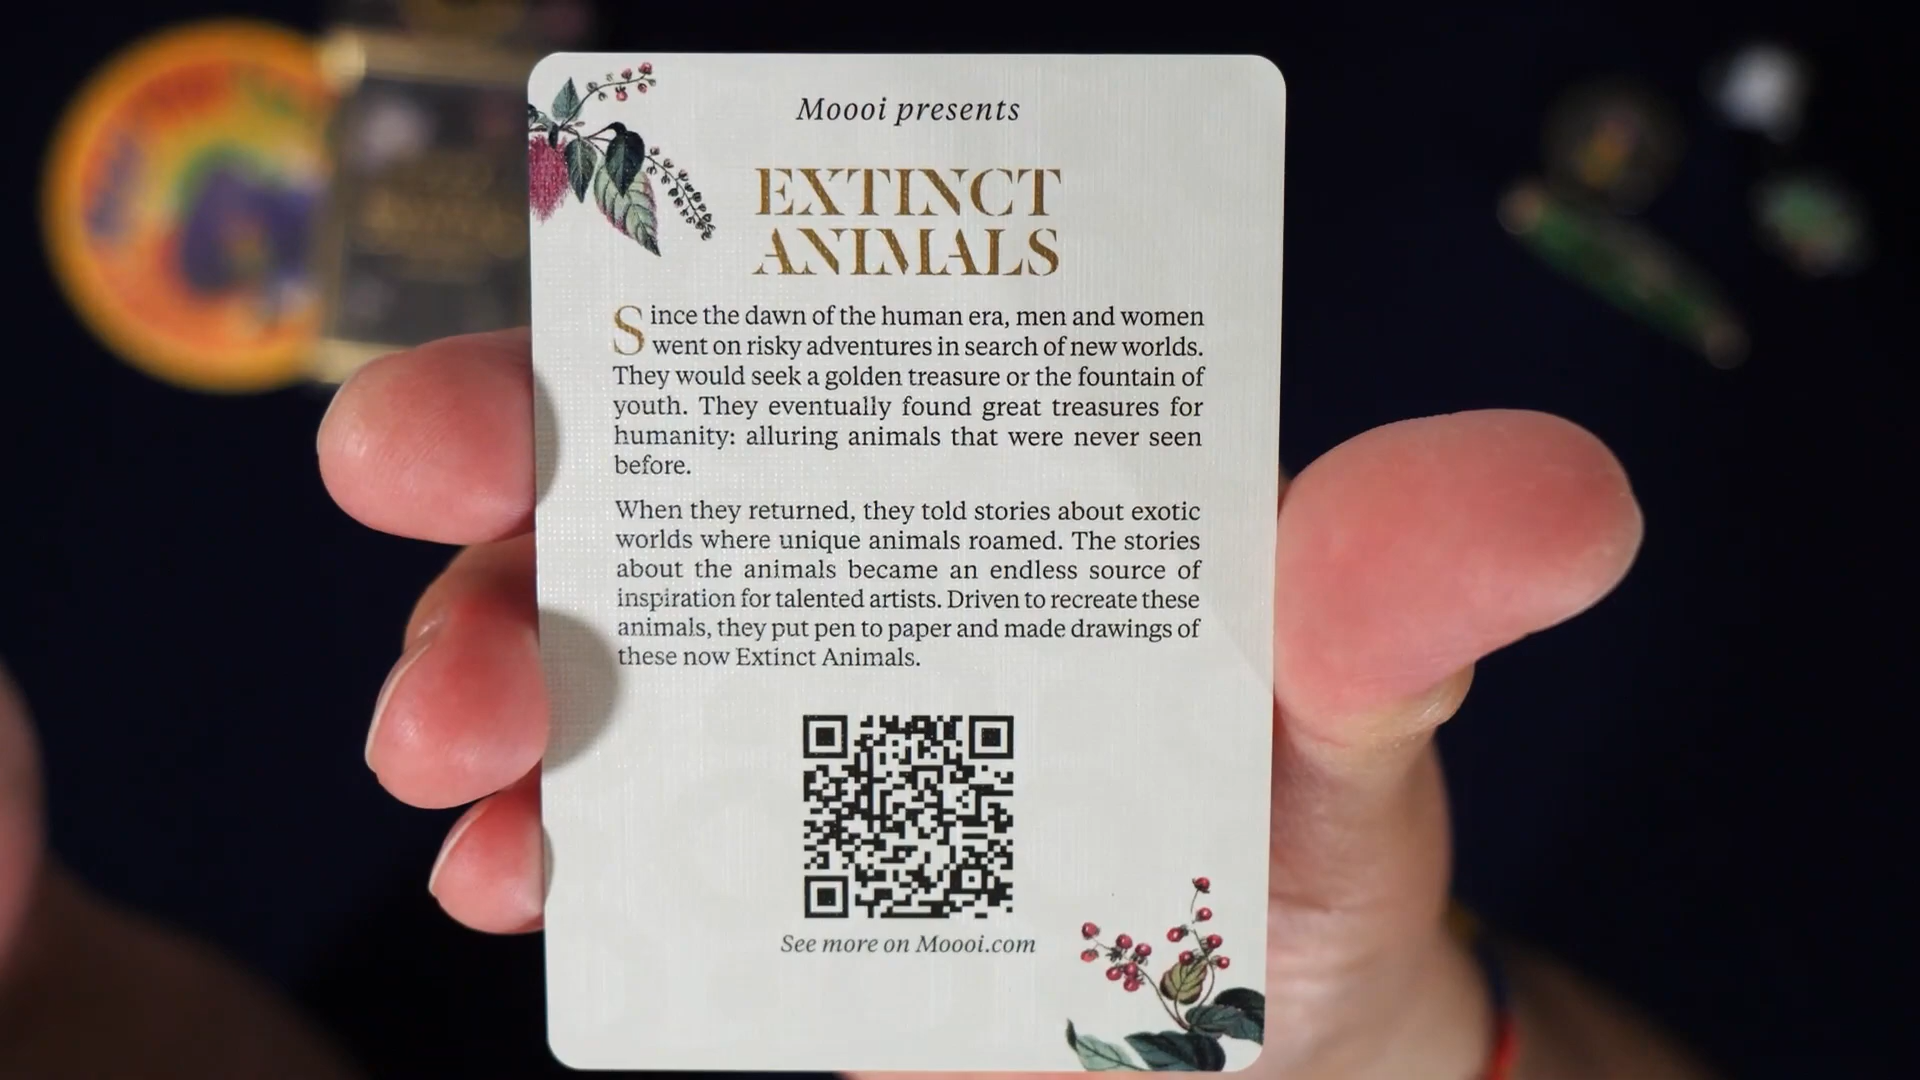 Moooi presents
EXTINCT
ANIMALS
Since the dawn of the human era, men and women
went on risky adventures in search of new worlds.
They would seek a golden treasure or the fountain of
youth. They eventually found great treasures for
humanity: alluring animals that were never seen
before.
When they returned, they told stories about exotic
worlds where unique animals roamed. The stories
about the animals became an endless source of
inspiration for talented artists. Driven to recreate these
animals, they put pen to paper and made drawings of
these now Extinct Animals.
See more on Moooi.com